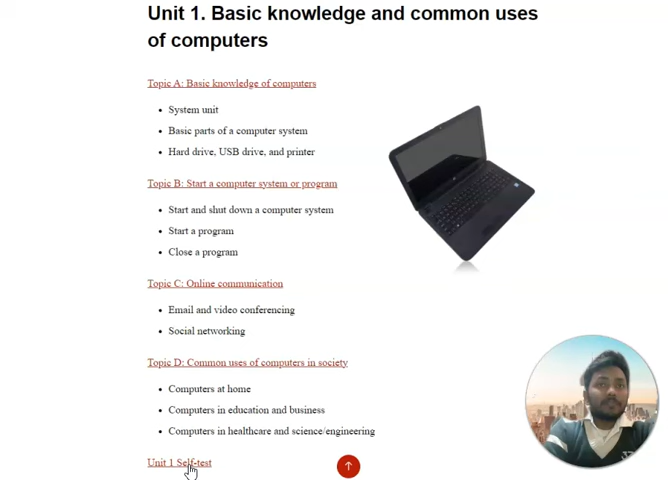 Unit 1. Basic knowledge and common uses
of computers
Topic A: Basic knowledge of computers
System unit
Basic parts of a computer system
Hard drive, USB drive, and printer
Topic B: Start a computer system or program
Start and shut down a computer system
Start a program
Close a program
Topic C: Online communication
Email and video conferencing
Social networking
Topic D: Common uses of computers in society
Computers at home
Computers in education and business
Computers in healthcare and science/engineering
Unit 1 Self-test